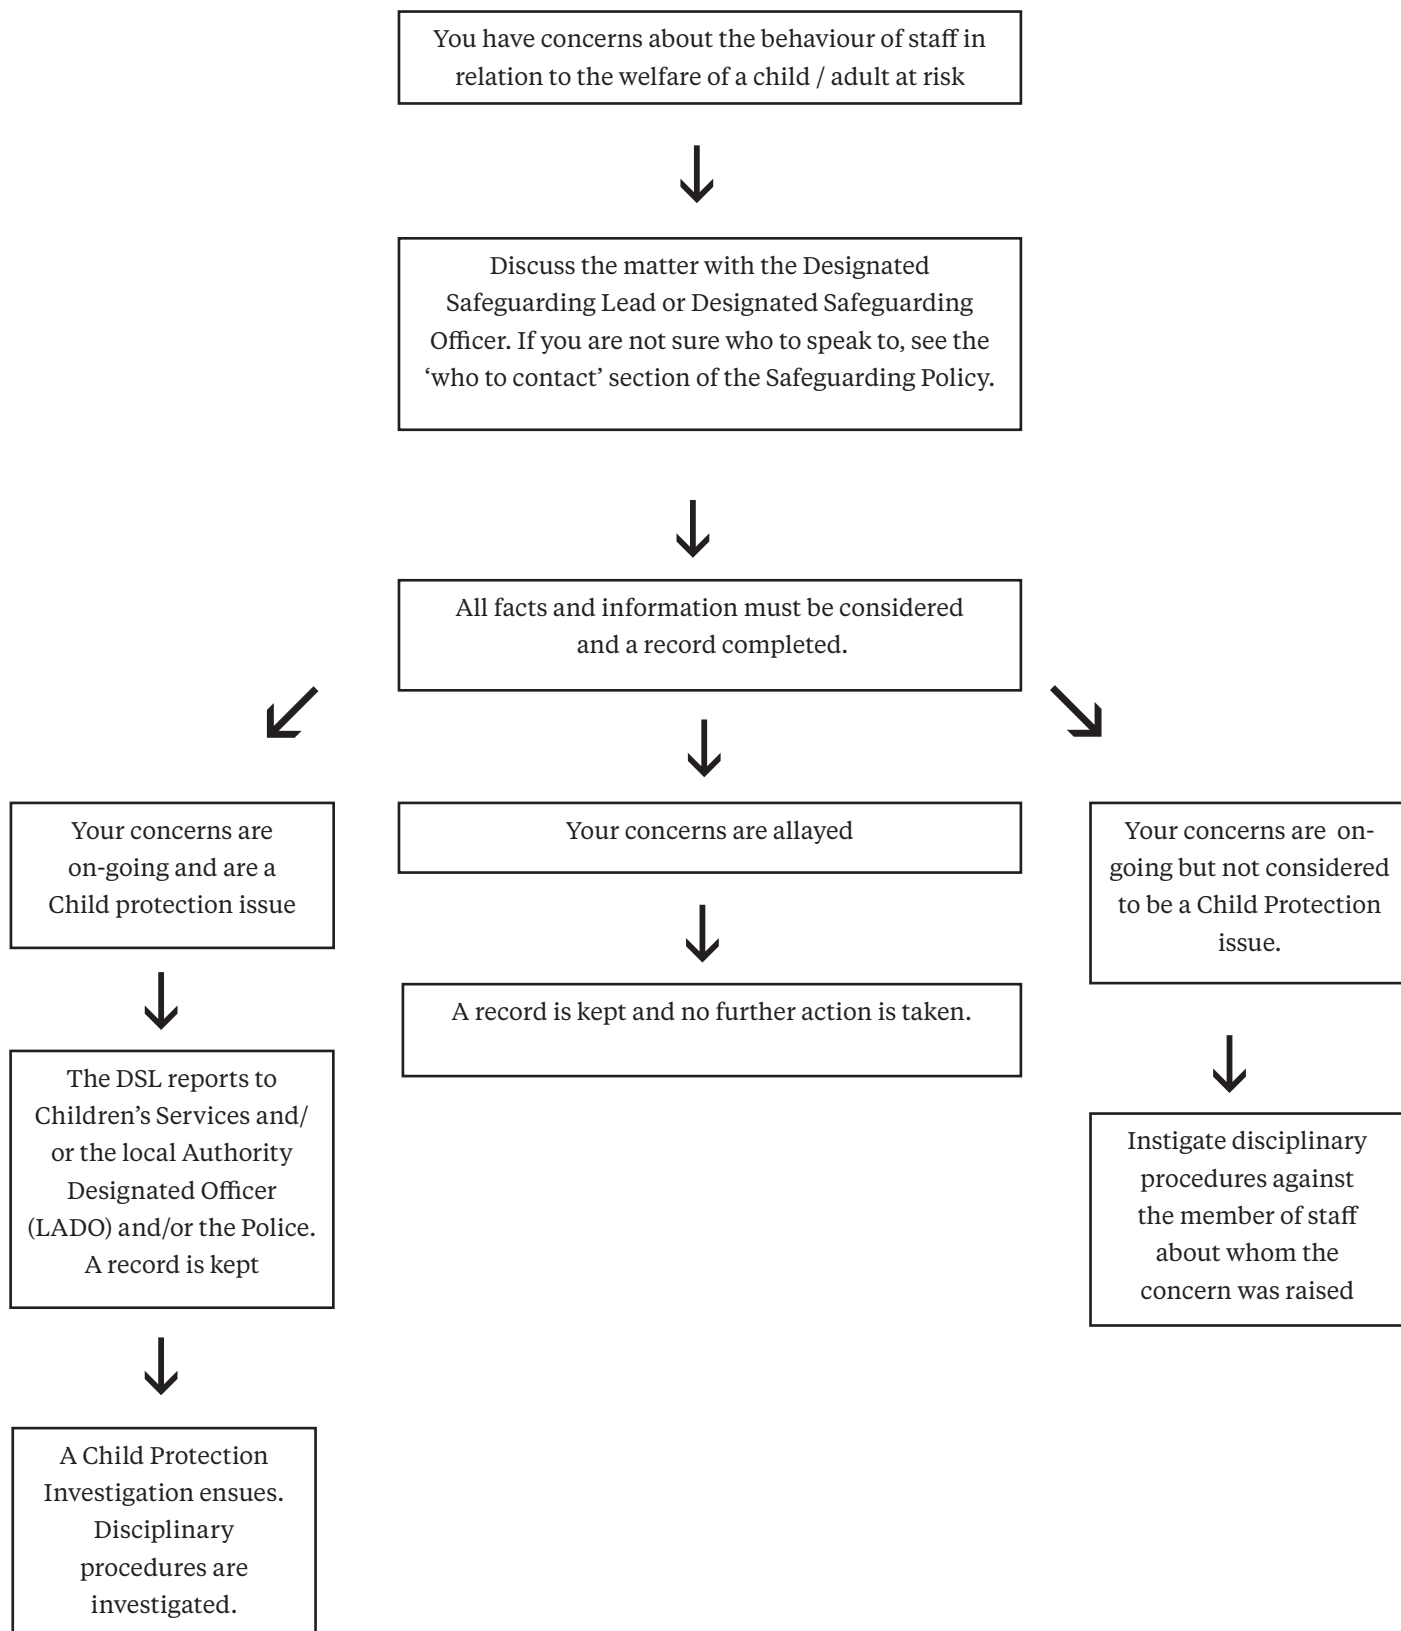 You have concerns about the behaviour of staff in
relation to the welfare of a child / adult at risk
Discuss the matter with the Designated
Safeguarding Lead or Designated Safeguarding
Officer. If you are not sure who to speak to, see the
‘who to contact’ section of the Safeguarding Policy.
All facts and information must be considered
and a record completed.
Your concerns are
on-going and are a
Child protection issue
The DSL reports to
Children’s Services and/
or the local Authority
Designated Officer
(LADO) and/or the Police.
A record is kept
A Child Protection
Investigation ensues.
Disciplinary
procedures are
investigated.
Your concerns are allayed
A record is kept and no further action is taken.
Your concerns are on-
going but not considered
to be a Child Protection
issue.
Instigate disciplinary
procedures against
the member of staff
about whom the
concern was raised